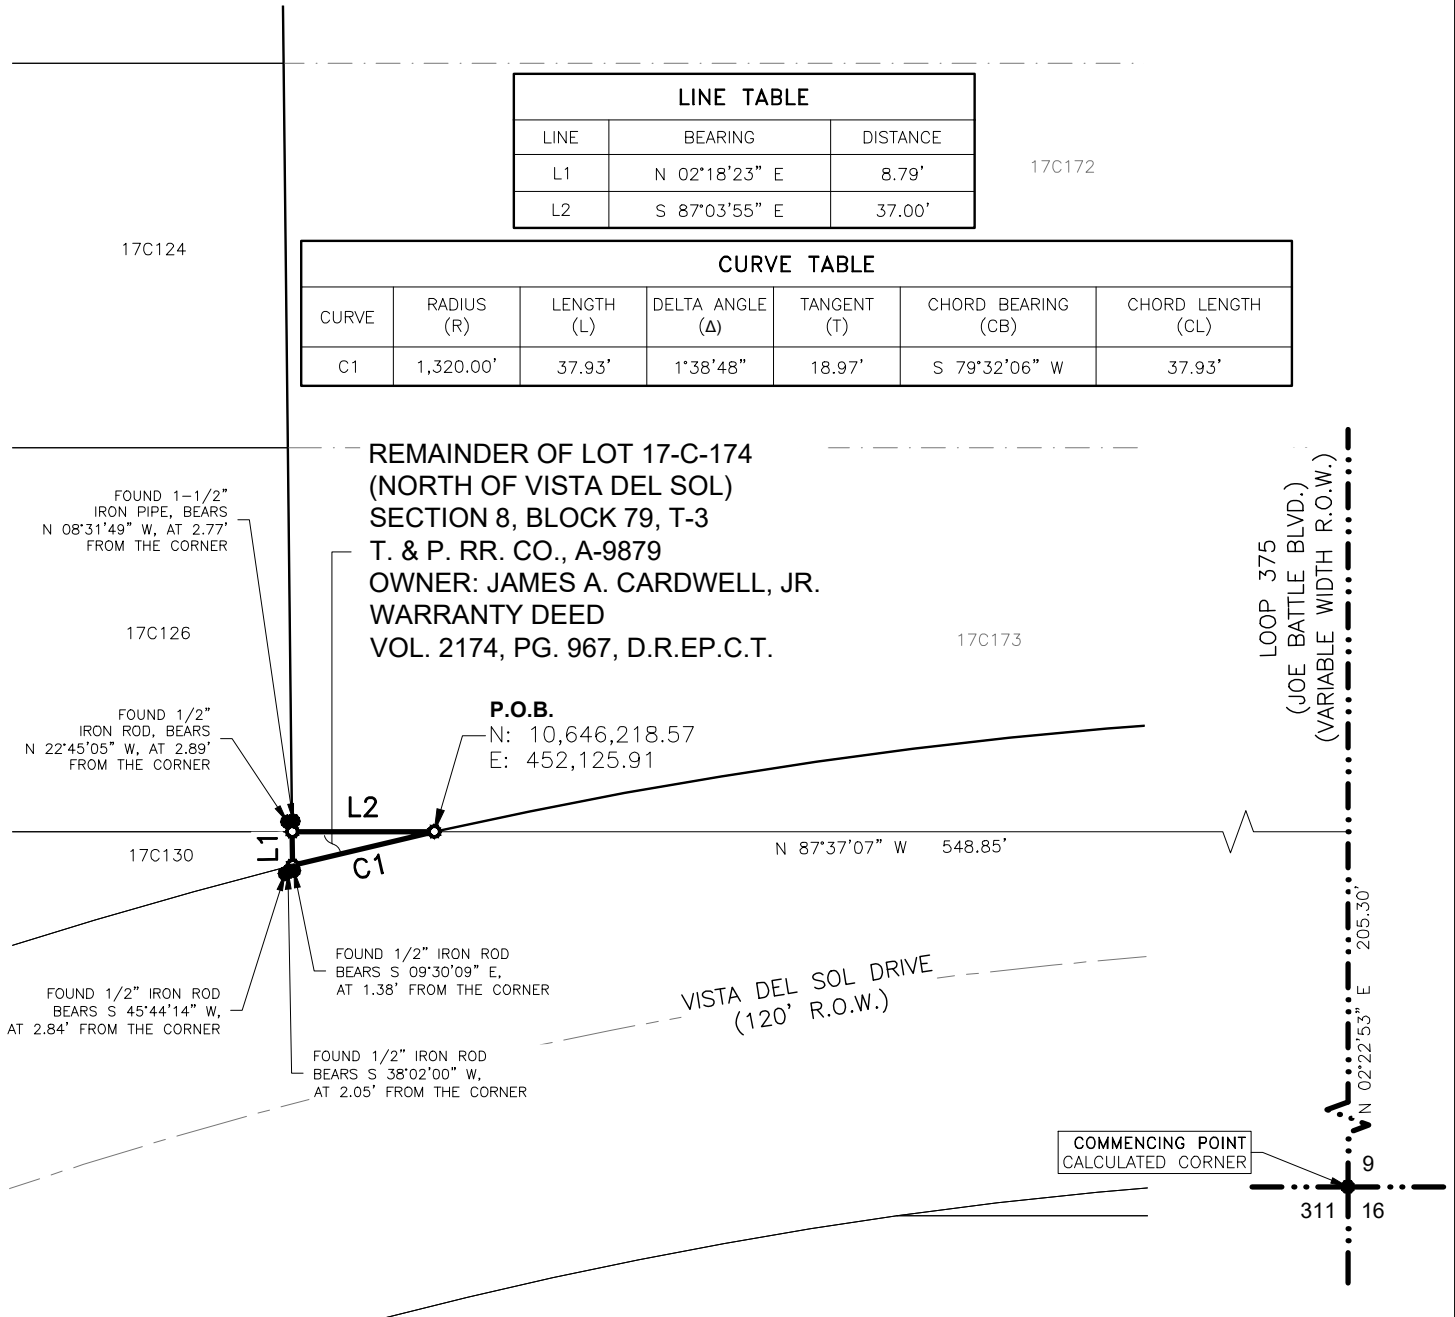 LINE TABLE
LINE BEARING DISTANCE
L1 N 02°18'23" E 8.79'
L2 S 87°03'55" E 37.00'
17C172
17C124
CURVE TABLE
CURVE RADIUS (R) LENGTH (L) DELTA ANGLE (Δ) TANGENT (T) CHORD BEARING (CB) CHORD LENGTH (CL)
C1 1,320.00' 37.93' 1°38'48" 18.97' S 79°32'06" W 37.93'
REMAINDER OF LOT 17-C-174
(NORTH OF VISTA DEL SOL)
SECTION 8, BLOCK 79, T-3
T. & P. RR. CO., A-9879
OWNER: JAMES A. CARDWELL, JR.
WARRANTY DEED
VOL. 2174, PG. 967, D.R.EP.C.T.
FOUND 1-1/2"
IRON PIPE, BEARS
N 08°31'49" W, AT 2.77'
FROM THE CORNER
LOOP 375
(JOE BATTLE BLVD.)
(VARIABLE WIDTH R.O.W.)
17C126
17C173
FOUND 1/2"
IRON ROD, BEARS
N 22°45'05" W, AT 2.89'
FROM THE CORNER
P.O.B.
N: 10,646,218.57
E: 452,125.91
L2
L1
C1
17C130
N 87°37'07" W 548.85'
FOUND 1/2" IRON ROD
BEARS S 09°30'09" E,
AT 1.38' FROM THE CORNER
FOUND 1/2" IRON ROD
BEARS S 45°44'14" W,
AT 2.84' FROM THE CORNER
FOUND 1/2" IRON ROD
BEARS S 38°02'00" W,
AT 2.05' FROM THE CORNER
VISTA DEL SOL DRIVE
(120' R.O.W.)
N 02°22'53" E 205.30'
COMMENCING POINT
CALCULATED CORNER
9
311 16